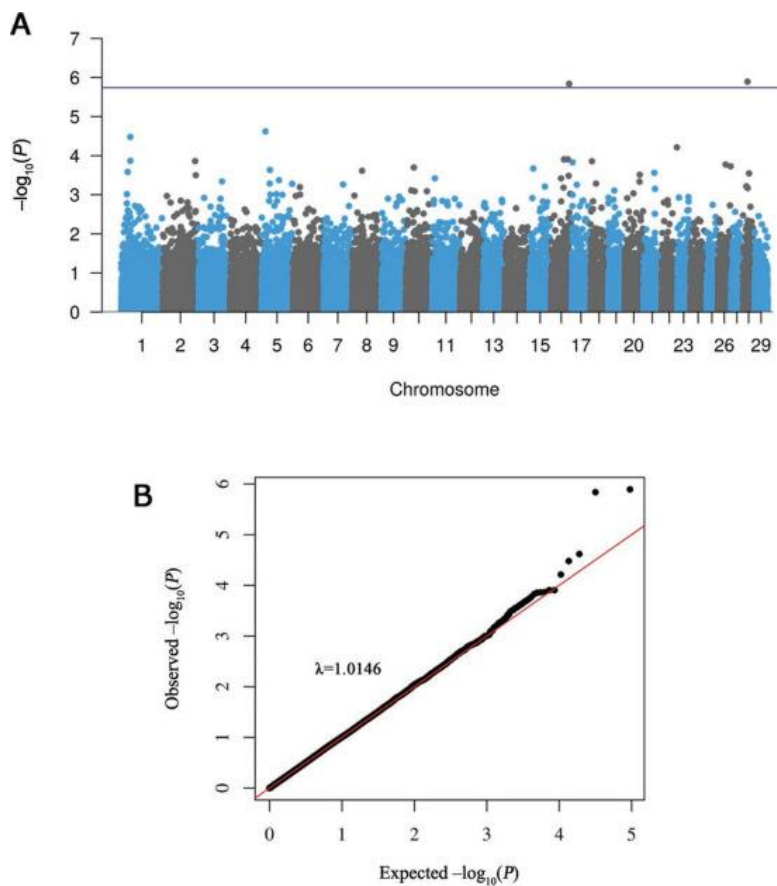 A
7
6
5
4
3
2
1
0
−log₁₀(P)
1 2 3 4 5 6 7 8 9 11 13 15 17 20 23 26 29
Chromosome
B
6
5
4
3
2
1
0
Observed −log₁₀(P)
λ=1.0146
0 1 2 3 4 5
Expected −log₁₀(P)